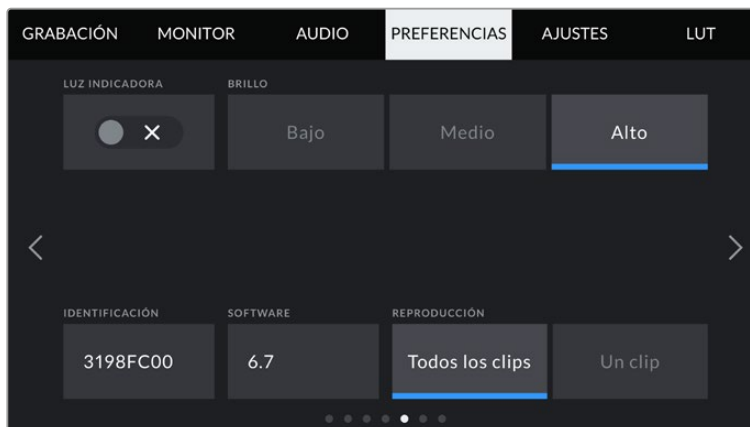 GRABACIÓN MONITOR AUDIO PREFERENCIAS AJUSTES LUT
LUZ INDICADORA BRILLO
Bajo Medio Alto
IDENTIFICACIÓN SOFTWARE REPRODUCCIÓN
3198FC00 6.7 Todos los clips Un clip